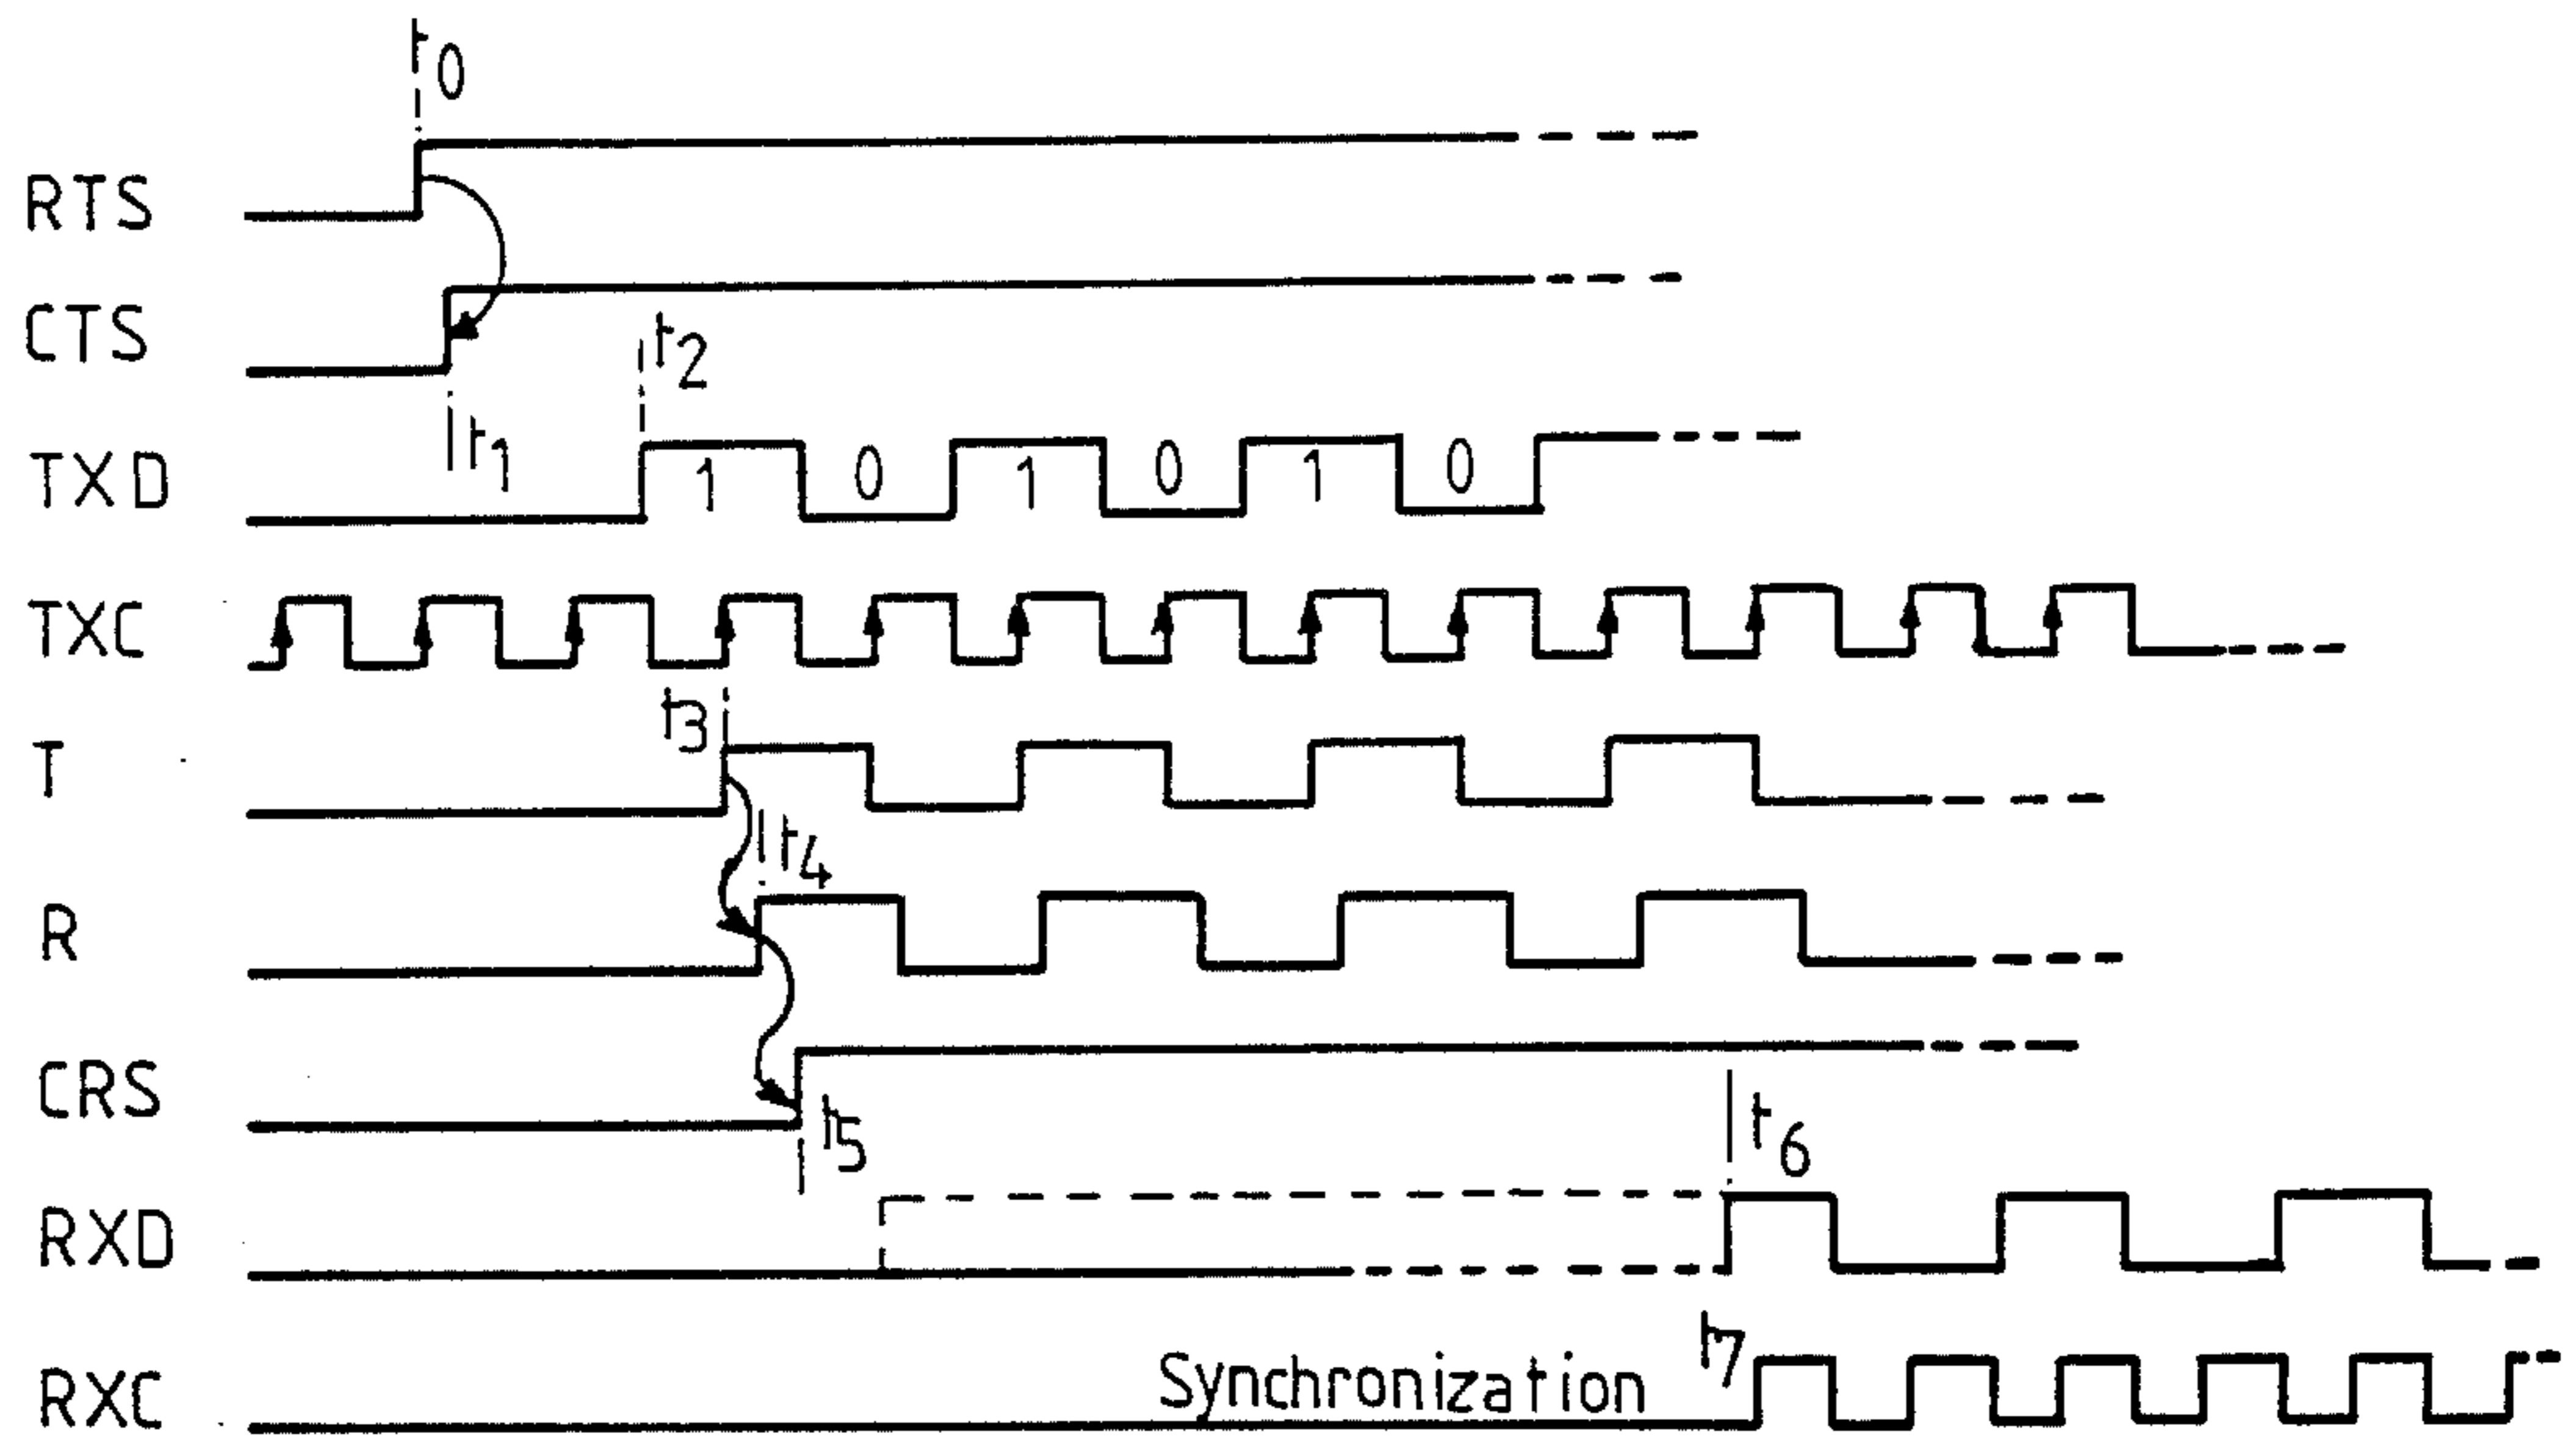 t0
RTS
CTS
t2
t1
TXD 1 0 1 0 1 0
TXC
t3
T
t4
R
CRS
t5
t6
RXD
t7
RXC Synchronization